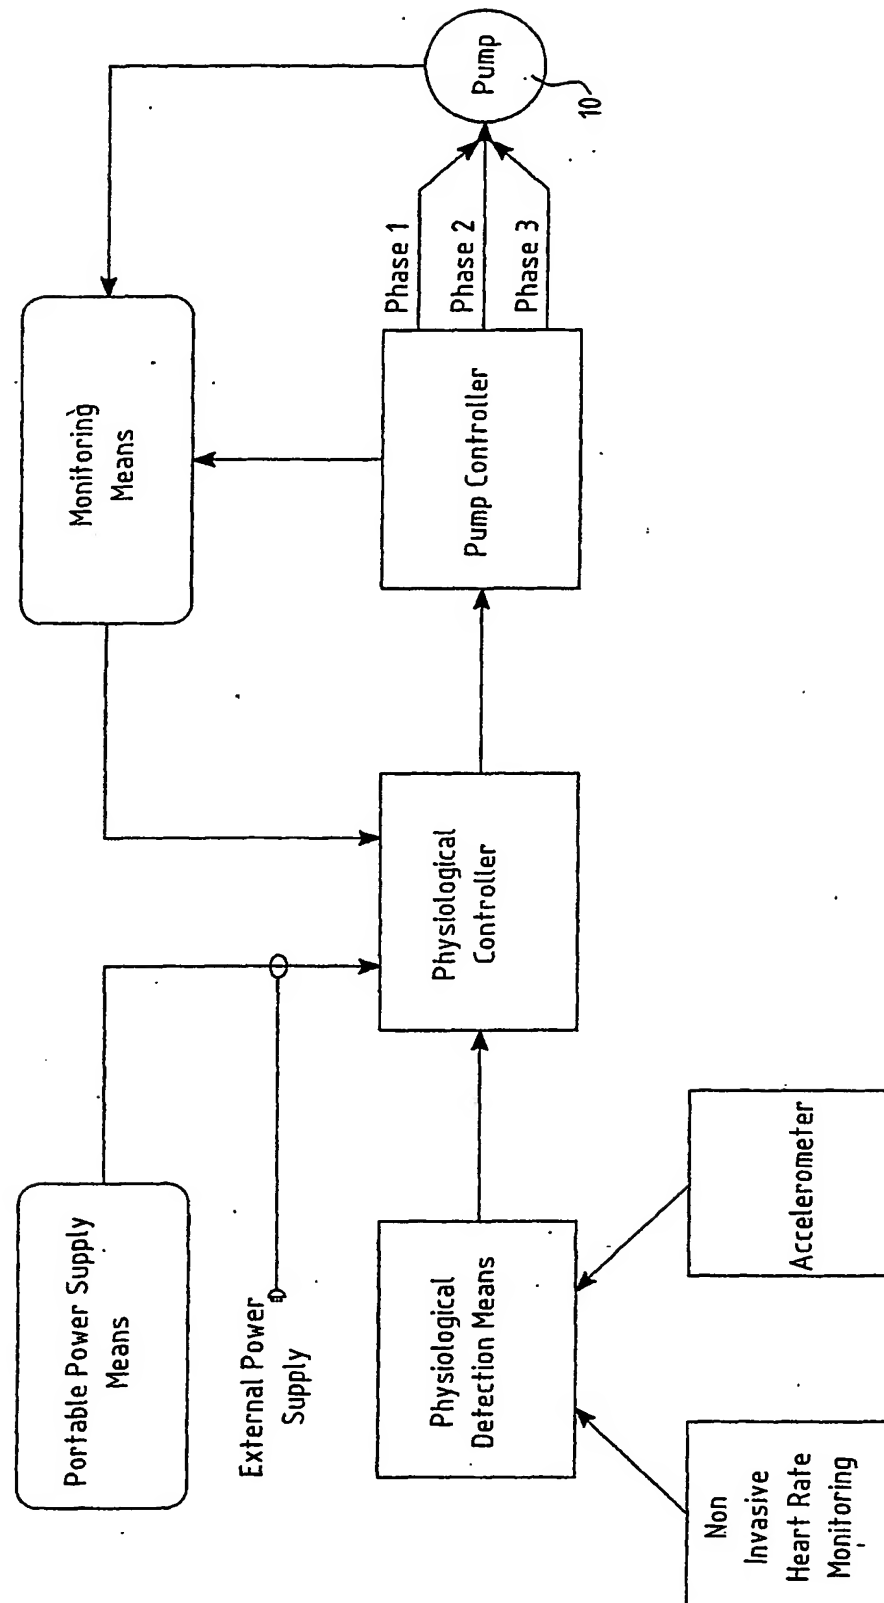 Portable Power Supply
Means
External Power
Supply
Monitoring
Means
Pump
10
Physiological
Detection Means
Physiological
Controller
Pump Controller
Phase 1
Phase 2
Phase 3
Non
Invasive
Heart Rate
Monitoring
Accelerometer